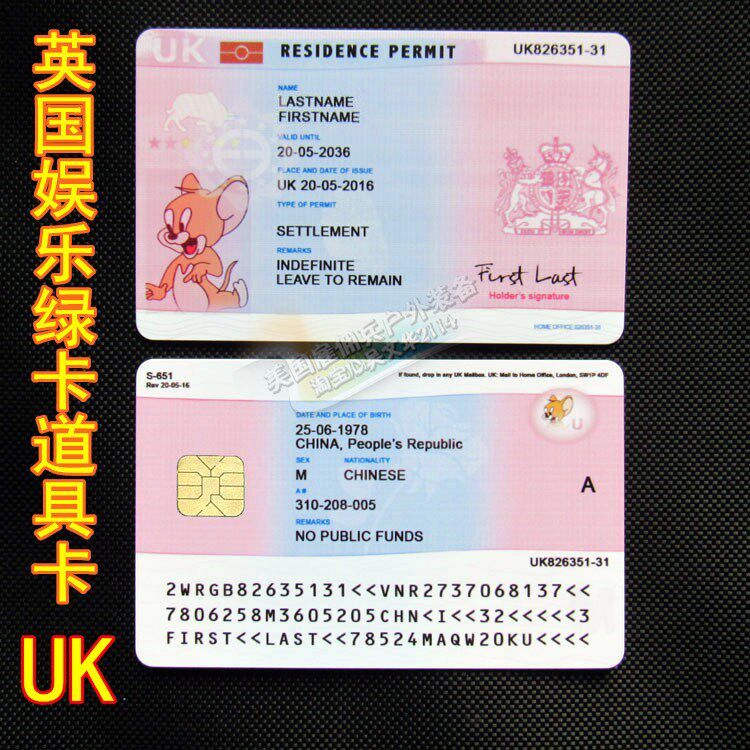 英国娱乐绿卡道具卡
UK
UK RESIDENCE PERMIT UK826351-31
NAME
LASTNAME
FIRSTNAME
VALID UNTIL
20-05-2036
PLACE AND DATE OF ISSUE
UK 20-05-2016
TYPE OF PERMIT
SETTLEMENT
REMARKS
INDEFINITE
LEAVE TO REMAIN
First Last
Holder's signature
HOME OFFICE 826351-31
S-651
Rev 20-05-16
If found, drop in any UK Mailbox. UK: Mail to Home Office, London, SW1P 4DF
DATE AND PLACE OF BIRTH
25-06-1978
CHINA, People's Republic
SEX NATIONALITY
M CHINESE
A#
310-208-005
REMARKS
NO PUBLIC FUNDS
U
A
UK826351-31
2WRGB82635131<<VNR2737068137<<
7806258M3605205CHN<I<<32<<<<<3
FIRST<<LAST<<78524MAQW20KU<<<<